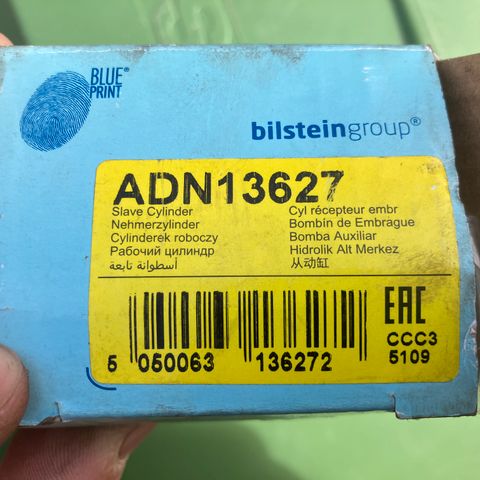 BLUE®
PRINT
bilsteingroup®
ADN13627
Slave Cylinder
Nehmerzylinder
Cylinderek roboczy
Рабочий цилиндр
أسطوانة تابعة
Cyl récepteur embr
Bombín de Embrague
Bomba Auxiliar
Hidrolik Alt Merkez
从动缸
EAC
CCC3
5109
5 050063 136272